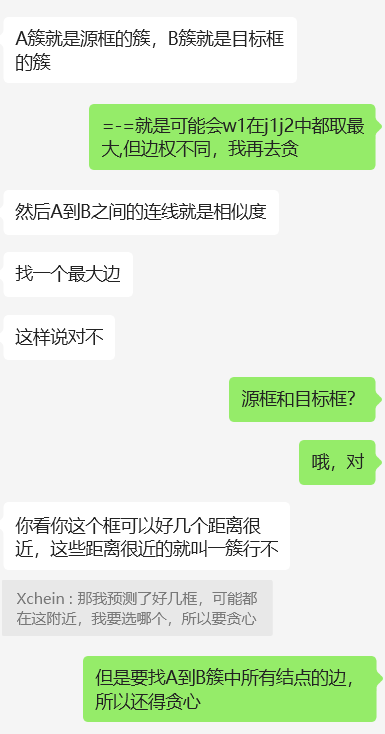 A簇就是源框的簇，B簇就是目标框
的簇
=-=就是可能会w1在j1j2中都取最
大,但边权不同，我再去贪
然后A到B之间的连线就是相似度
找一个最大边
这样说对不
源框和目标框？
哦，对
你看你这个框可以好几个距离很
近，这些距离很近的就叫一簇行不
Xchein : 那我预测了好几框，可能都
在这附近，我要选哪个，所以要贪心
但是要找A到B簇中所有结点的边，
所以还得贪心